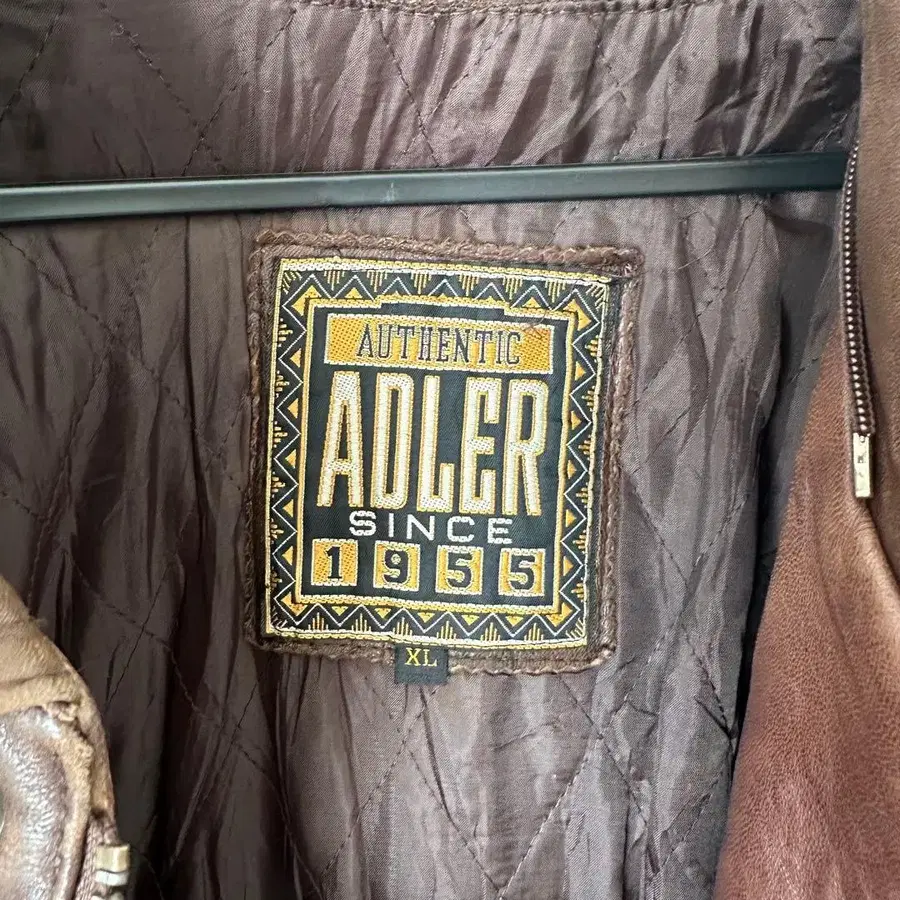 AUTHENTIC
ADLER
SINCE
1955
XL